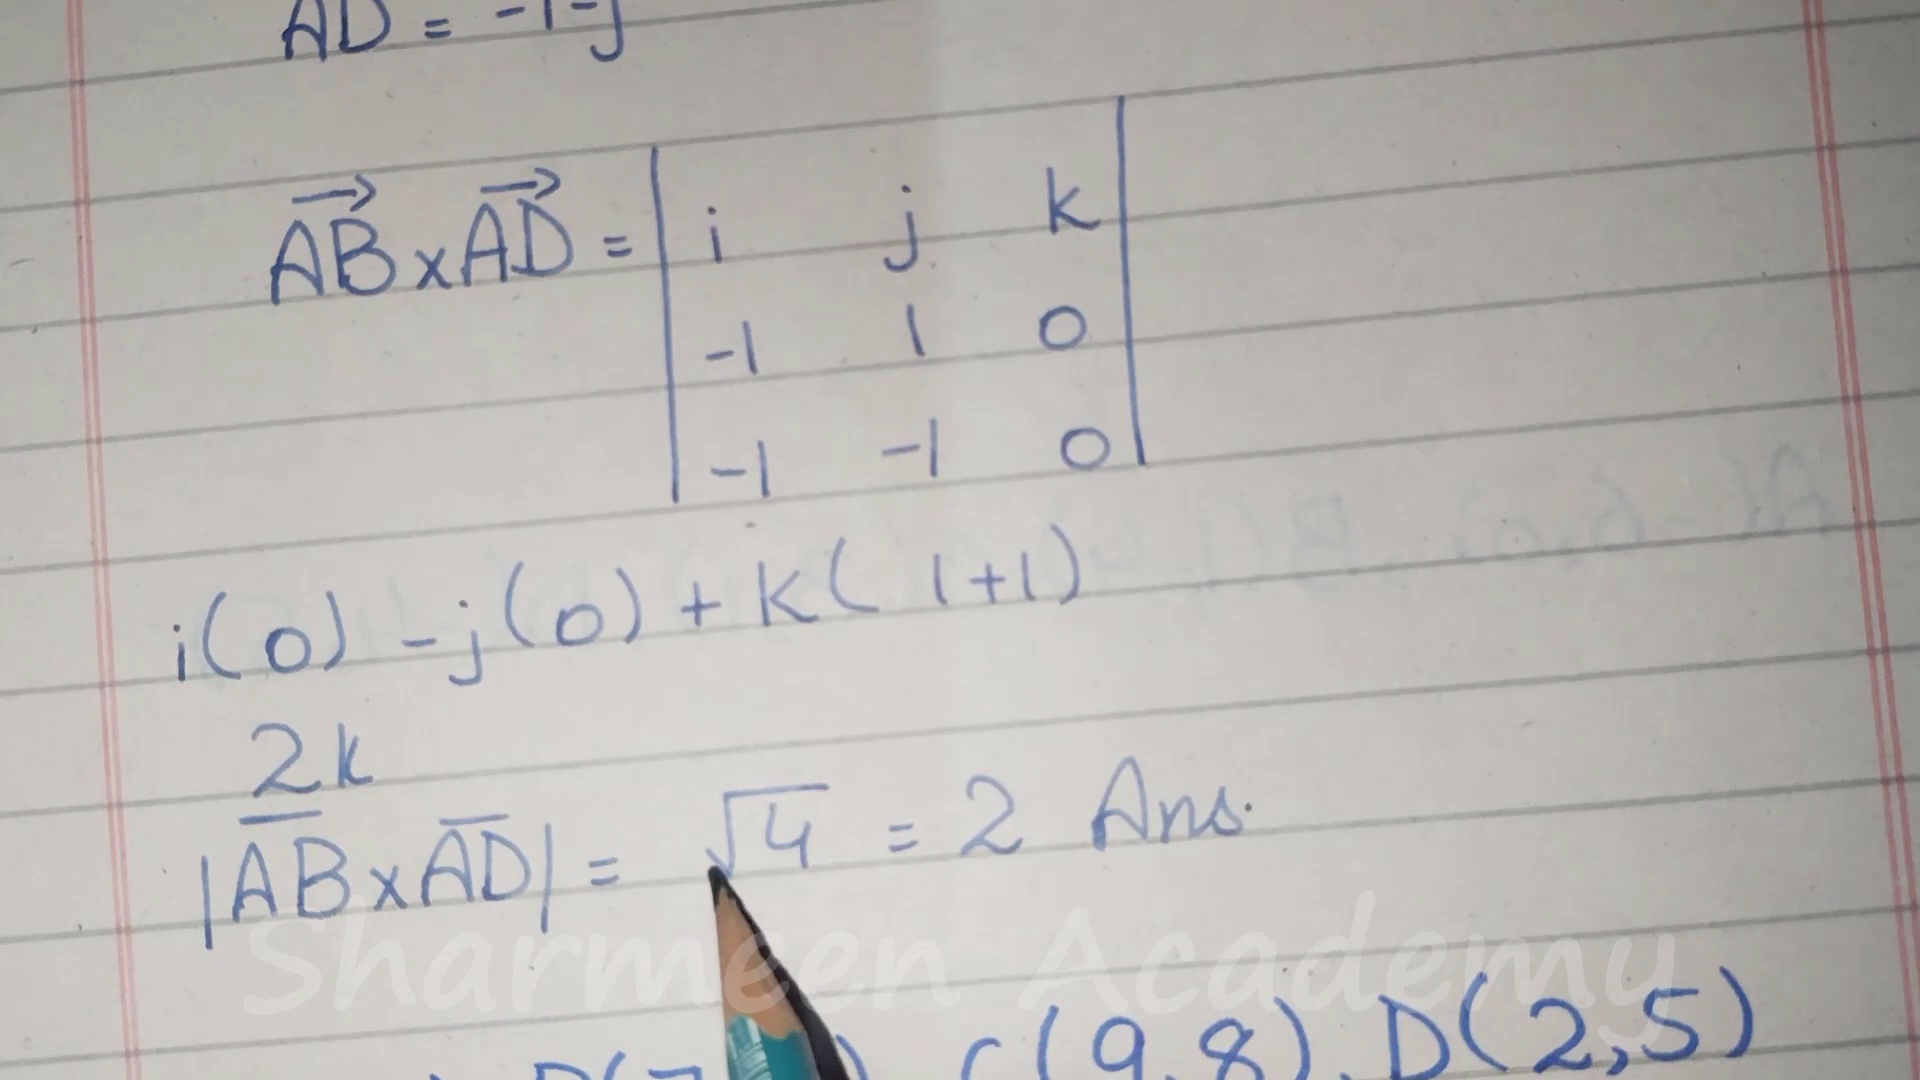 AD = -i-j
AB x AD = | i j k |
-1 1 0
-1 -1 0
i(0) -j(0) + k( 1+1)
2k
|AB x AD| = √4 = 2 Ans.
Sharmeen Academy
C(9,8), D(2,5)